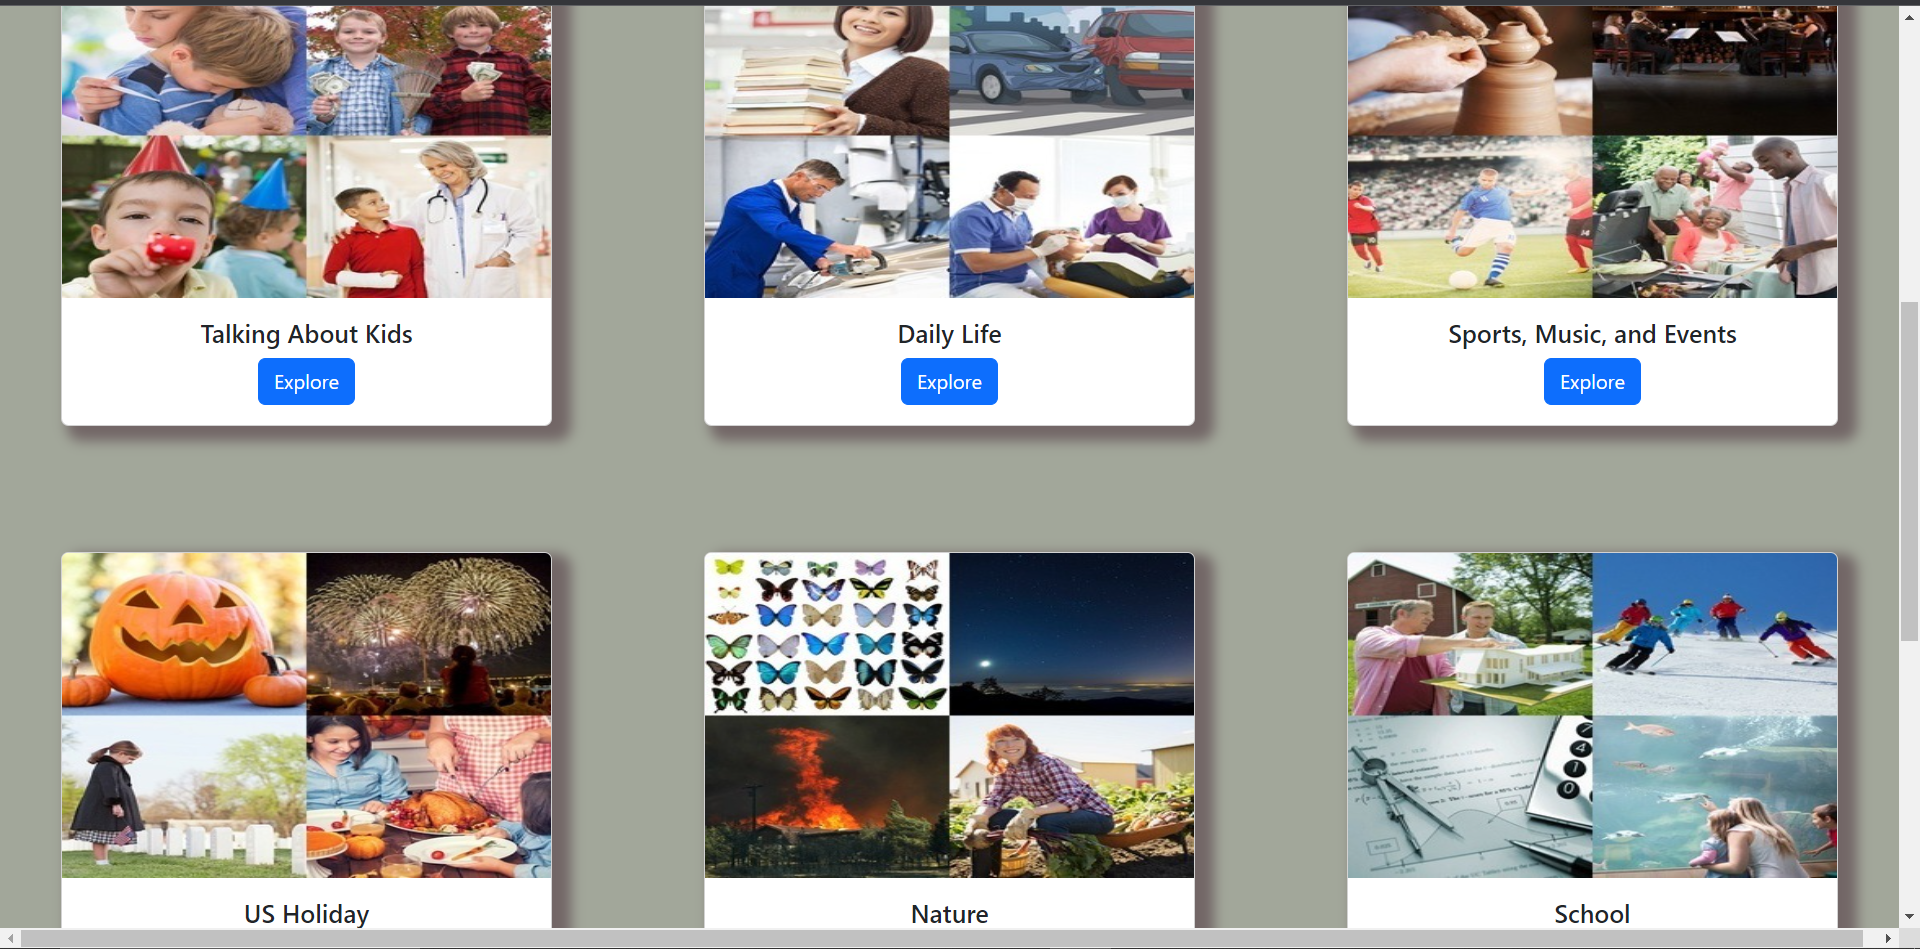 Talking About Kids
Explore
Daily Life
Explore
Sports, Music, and Events
Explore
US Holiday
Nature
School